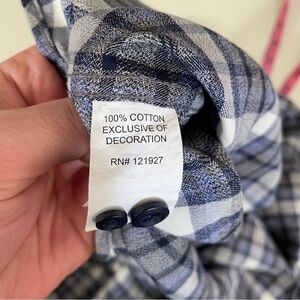 100% COTTON
EXCLUSIVE OF
DECORATION
RN# 121927